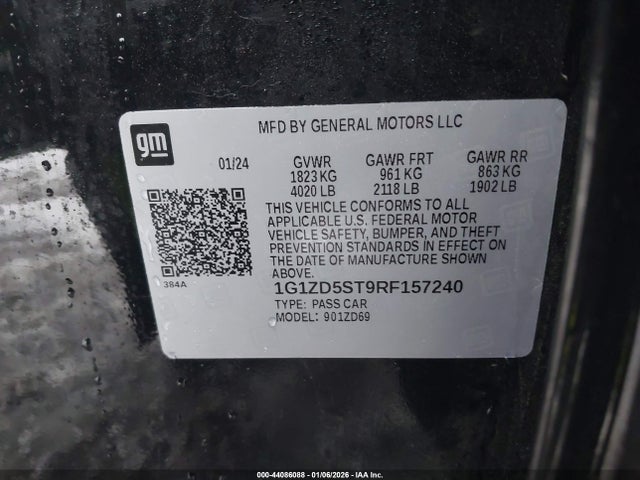 gm
MFD BY GENERAL MOTORS LLC
01/24 GVWR GAWR FRT GAWR RR
1823 KG 961 KG 863 KG
4020 LB 2118 LB 1902 LB
THIS VEHICLE CONFORMS TO ALL
APPLICABLE U.S. FEDERAL MOTOR
VEHICLE SAFETY, BUMPER, AND THEFT
PREVENTION STANDARDS IN EFFECT ON
THE DATE OF MANUFACTURE SHOWN
ABOVE.
384A
1G1ZD5ST9RF157240
TYPE: PASS CAR
MODEL: 901ZD69
000-44086088 - 01/06/2026 - IAA Inc.